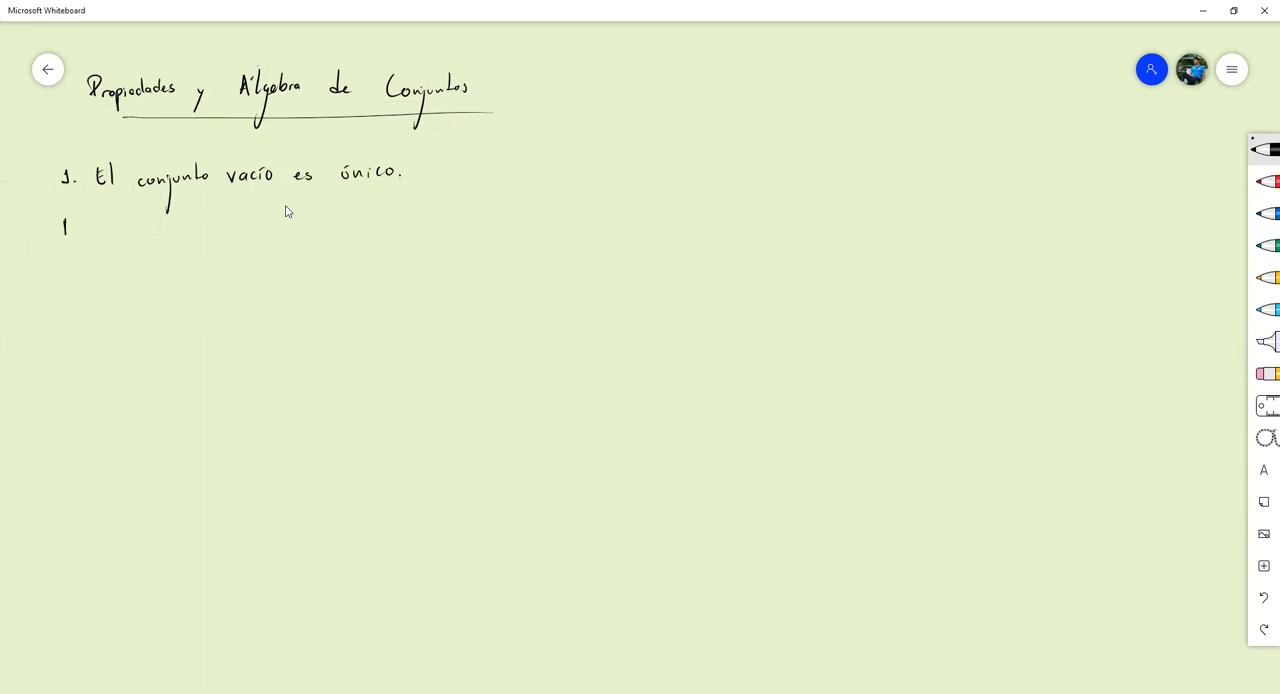 Microsoft Whiteboard
Propiedades y Álgebra de Conjuntos
1. El conjunto vacío es único.
A